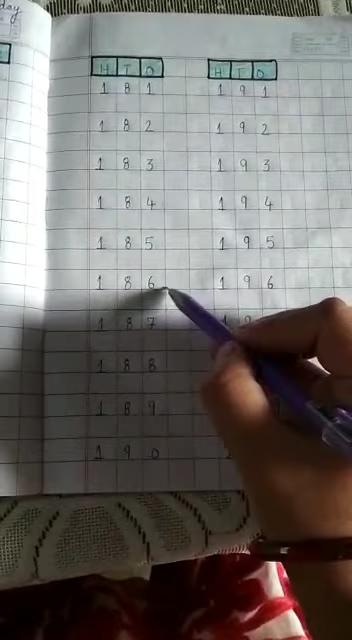 day
H T O H T O
1 8 1 1 9 1
1 8 2 1 9 2
1 8 3 1 9 3
1 8 4 1 9 4
1 8 5 1 9 5
1 8 6 1 9 6
1 8 7 1 9
1 8 8
1 8 9
1 9 0